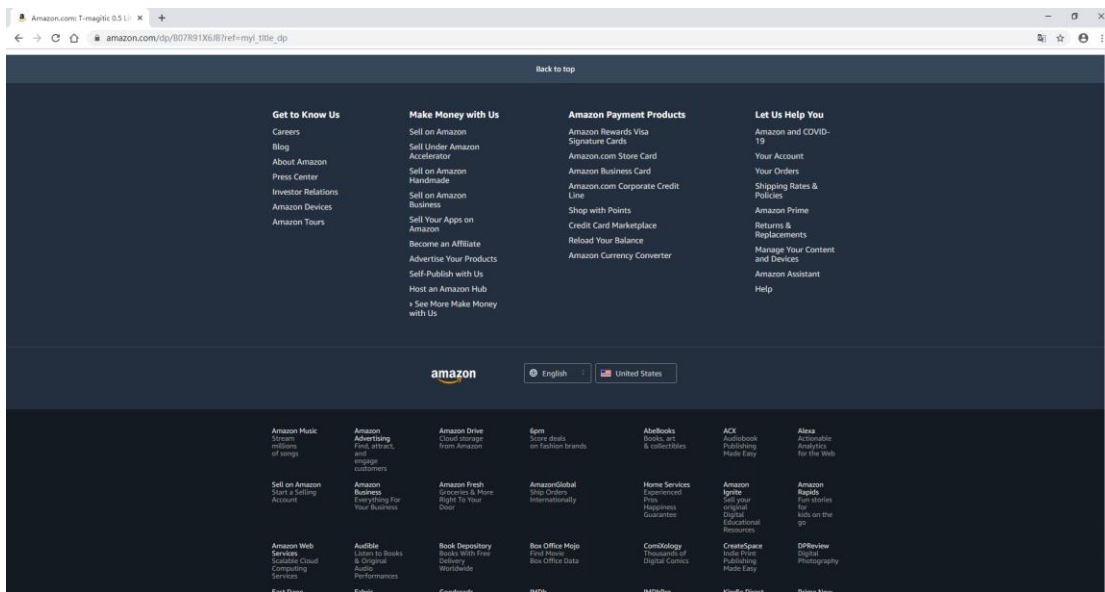 Amazon.com: T-magitic 0.5 Li
amazon.com/dp/B07R91X6J8?ref=myi_title_dp
Back to top
Get to Know Us
Careers
Blog
About Amazon
Press Center
Investor Relations
Amazon Devices
Amazon Tours
Make Money with Us
Sell on Amazon
Sell Under Amazon
Accelerator
Sell on Amazon
Handmade
Sell on Amazon
Business
Sell Your Apps on
Amazon
Become an Affiliate
Advertise Your Products
Self-Publish with Us
Host an Amazon Hub
› See More Make Money
with Us
Amazon Payment Products
Amazon Rewards Visa
Signature Cards
Amazon.com Store Card
Amazon Business Card
Amazon.com Corporate Credit
Line
Shop with Points
Credit Card Marketplace
Reload Your Balance
Amazon Currency Converter
Let Us Help You
Amazon and COVID-
19
Your Account
Your Orders
Shipping Rates &
Policies
Amazon Prime
Returns &
Replacements
Manage Your Content
and Devices
Amazon Assistant
Help
amazon
English
United States
Amazon Music
Stream
millions
of songs
Amazon
Advertising
Find, attract,
and
engage
customers
Amazon Drive
Cloud storage
from Amazon
6pm
Score deals
on fashion brands
AbeBooks
Books, art
& collectibles
ACX
Audiobook
Publishing
Made Easy
Alexa
Actionable
Analytics
for the Web
Sell on Amazon
Start a Selling
Account
Amazon
Business
Everything For
Your Business
Amazon Fresh
Groceries & More
Right To Your
Door
AmazonGlobal
Ship Orders
Internationally
Home Services
Experienced
Pros
Happiness
Guarantee
Amazon
Ignite
Sell your
original
Digital
Educational
Resources
Amazon
Rapids
Fun stories
for
kids on the
go
Amazon Web
Services
Scalable Cloud
Computing
Services
Audible
Listen to Books
& Original
Audio
Performances
Book Depository
Books With Free
Delivery
Worldwide
Box Office Mojo
Find Movie
Box Office Data
ComiXology
Thousands of
Digital Comics
CreateSpace
Indie Print
Publishing
Made Easy
DPReview
Digital
Photography
East Dane
Fabric
Goodreads
IMDb
IMDbPro
Kindle Direct
Prime Now